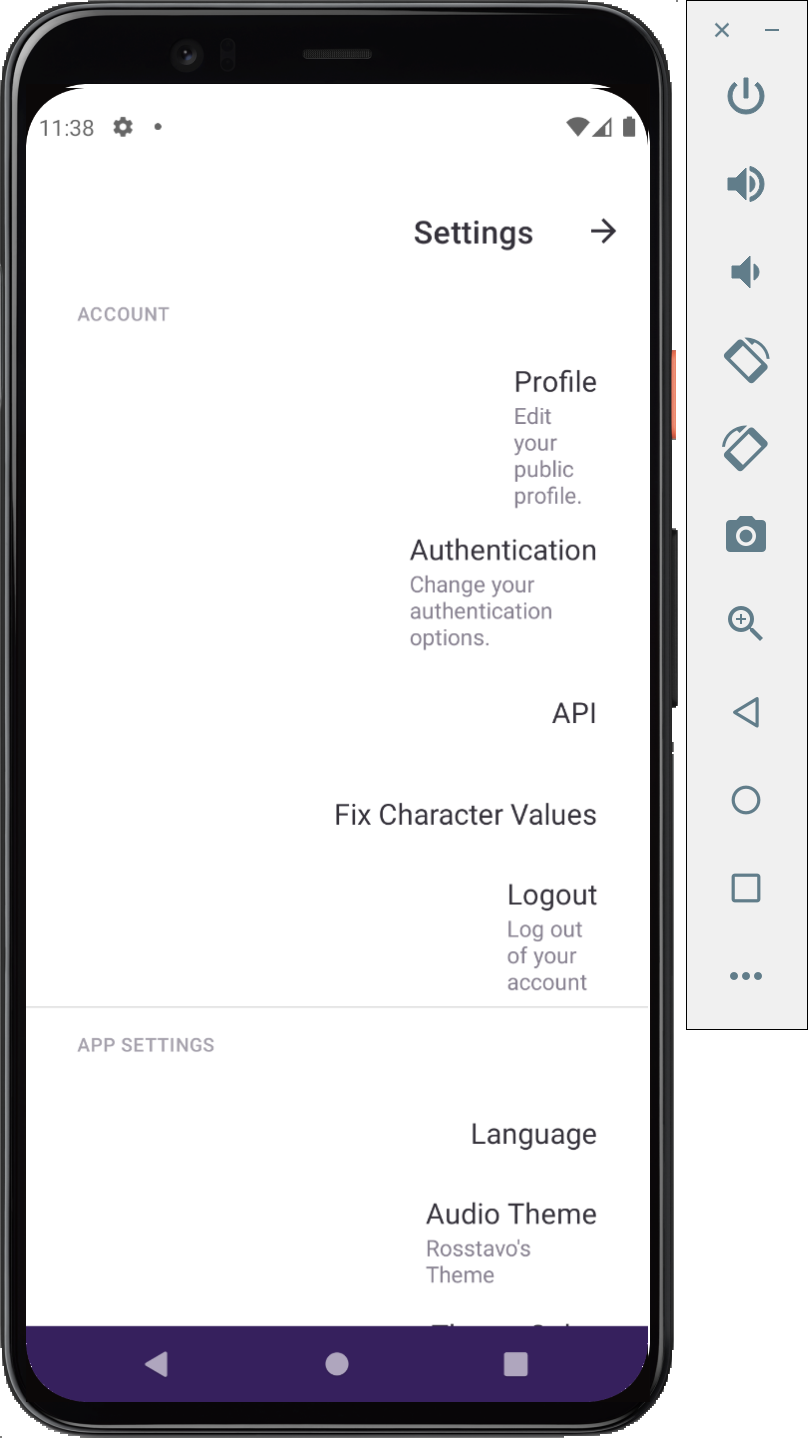 11:38
Settings
ACCOUNT
Profile
Edit
your
public
profile.
Authentication
Change your
authentication
options.
API
Fix Character Values
Logout
Log out
of your
account
APP SETTINGS
Language
Audio Theme
Rosstavo's
Theme